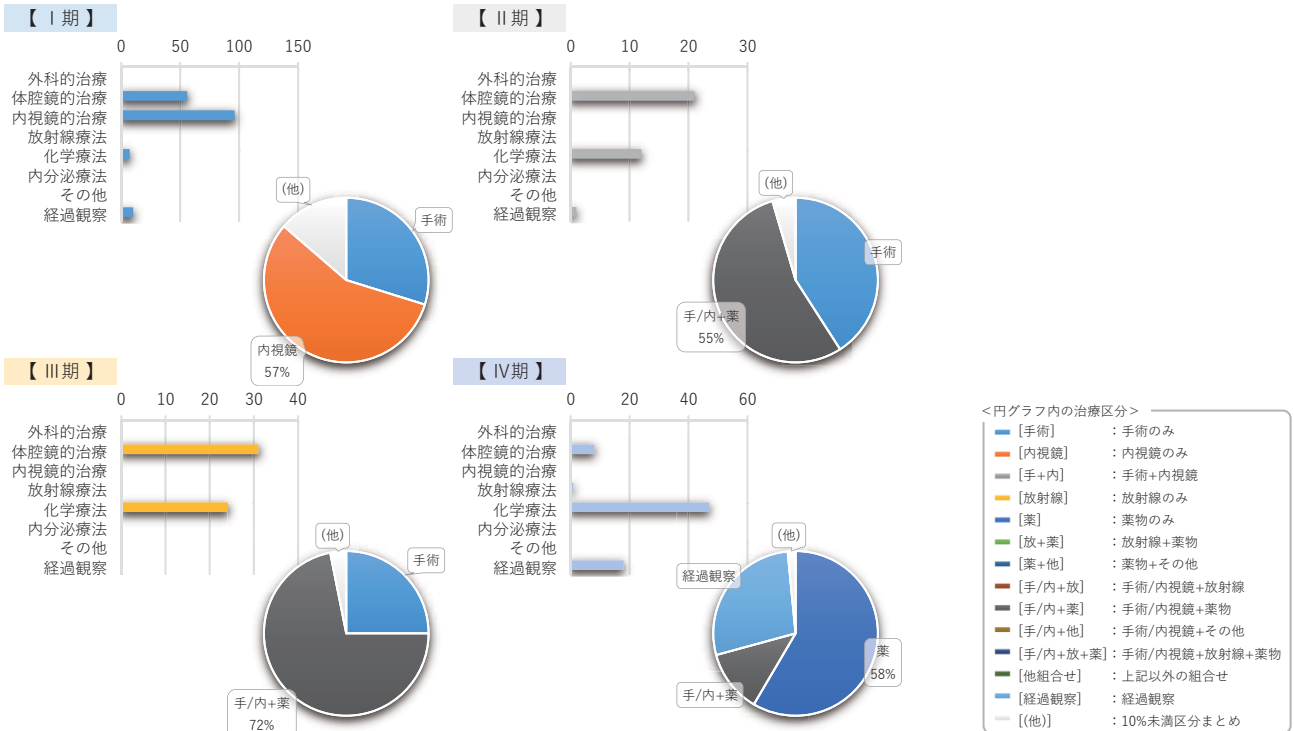 【 Ⅰ期 】
0 50 100 150
外科的治療
体腔鏡的治療
内視鏡的治療
放射線療法
化学療法
内分泌療法
その他
経過観察
(他)
手術
内視鏡
57%
【 Ⅱ期 】
0 10 20 30
外科的治療
体腔鏡的治療
内視鏡的治療
放射線療法
化学療法
内分泌療法
その他
経過観察
(他)
手術
手/内+薬
55%
【 Ⅲ期 】
0 10 20 30 40
外科的治療
体腔鏡的治療
内視鏡的治療
放射線療法
化学療法
内分泌療法
その他
経過観察
(他)
手術
手/内+薬
72%
【 Ⅳ期 】
0 20 40 60
外科的治療
体腔鏡的治療
内視鏡的治療
放射線療法
化学療法
内分泌療法
その他
経過観察
(他)
経過観察
薬
58%
手/内+薬
＜円グラフ内の治療区分＞
[手術] ：手術のみ
[内視鏡] ：内視鏡のみ
[手+内] ：手術+内視鏡
[放射線] ：放射線のみ
[薬] ：薬物のみ
[放+薬] ：放射線+薬物
[薬+他] ：薬物+その他
[手/内+放] ：手術/内視鏡+放射線
[手/内+薬] ：手術/内視鏡+薬物
[手/内+他] ：手術/内視鏡+その他
[手/内+放+薬]：手術/内視鏡+放射線+薬物
[他組合せ] ：上記以外の組合せ
[経過観察] ：経過観察
[(他)] ：10%未満区分まとめ